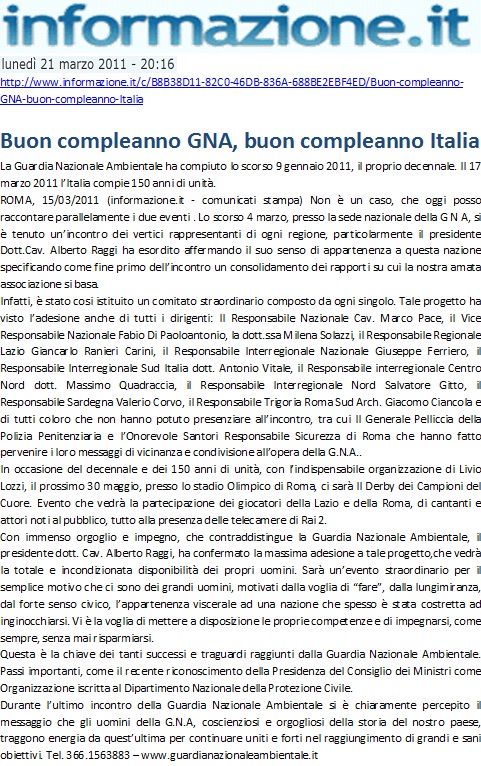 informazione.it
lunedì 21 marzo 2011 - 20:16
http://www.informazione.it/c/B8B38D11-82C0-46DB-836A-688BE2EBF4ED/Buon-compleanno-
GNA-buon-compleanno-Italia
Buon compleanno GNA, buon compleanno Italia
La Guardia Nazionale Ambientale ha compiuto lo scorso 9 gennaio 2011, il proprio decennale. Il 17
marzo 2011 l'Italia compie 150 anni di unità.
ROMA, 15/03/2011 (informazione.it - comunicati stampa) Non è un caso, che oggi posso
raccontare parallelamente i due eventi . Lo scorso 4 marzo, presso la sede nazionale della G N A, si
è tenuto un'incontro dei vertici rappresentanti di ogni regione, particolarmente il presidente
Dott.Cav. Alberto Raggi ha esordito affermando il suo senso di appartenenza a questa nazione
specificando come fine primo dell'incontro un consolidamento dei rapporti su cui la nostra amata
associazione si basa.
Infatti, è stato cosi istituito un comitato straordinario composto da ogni singolo. Tale progetto ha
visto l'adesione anche di tutti i dirigenti: Il Responsabile Nazionale Cav. Marco Pace, il Vice
Responsabile Nazionale Fabio Di Paoloantonio, la dott.ssa Milena Solazzi, il Responsabile Regionale
Lazio Giancarlo Ranieri Carini, il Responsabile Interregionale Nazionale Giuseppe Ferriero, il
Responsabile Interregionale Sud Italia dott. Antonio Vitale, il Responsabile interregionale Centro
Nord dott. Massimo Quadraccia, il Responsabile Interregionale Nord Salvatore Gitto, il
Responsabile Sardegna Valerio Corvo, il Responsabile Trigoria Roma Sud Arch. Giacomo Ciancola e
di tutti coloro che non hanno potuto presenziare all'incontro, tra cui Il Generale Pelliccia della
Polizia Penitenziaria e l'Onorevole Santori Responsabile Sicurezza di Roma che hanno fatto
pervenire i loro messaggi di vicinanza e condivisione all'opera della G.N.A..
In occasione del decennale e dei 150 anni di unità, con l'indispensabile organizzazione di Livio
Lozzi, il prossimo 30 maggio, presso lo stadio Olimpico di Roma, ci sarà Il Derby dei Campioni del
Cuore. Evento che vedrà la partecipazione dei giocatori della Lazio e della Roma, di cantanti e
attori noti al pubblico, tutto alla presenza delle telecamere di Rai 2.
Con immenso orgoglio e impegno, che contraddistingue la Guardia Nazionale Ambientale, il
presidente dott. Cav. Alberto Raggi, ha confermato la massima adesione a tale progetto,che vedrà
la totale e incondizionata disponibilità dei propri uomini. Sarà un'evento straordinario per il
semplice motivo che ci sono dei grandi uomini, motivati dalla voglia di "fare", dalla lungimiranza,
dal forte senso civico, l'appartenenza viscerale ad una nazione che spesso è stata costretta ad
inginocchiarsi. Vi è la voglia di mettere a disposizione le proprie competenze e di impegnarsi, come
sempre, senza mai risparmiarsi.
Questa è la chiave dei tanti successi e traguardi raggiunti dalla Guardia Nazionale Ambientale.
Passi importanti, come il recente riconoscimento della Presidenza del Consiglio dei Ministri come
Organizzazione iscritta al Dipartimento Nazionale della Protezione Civile.
Durante l'ultimo incontro della Guardia Nazionale Ambientale si è chiaramente percepito il
messaggio che gli uomini della G.N.A, coscienziosi e orgogliosi della storia del nostro paese,
traggono energia da quest'ultima per continuare uniti e forti nel raggiungimento di grandi e sani
obiettivi. Tel. 366.1563883 – www.guardianazionaleambientale.it